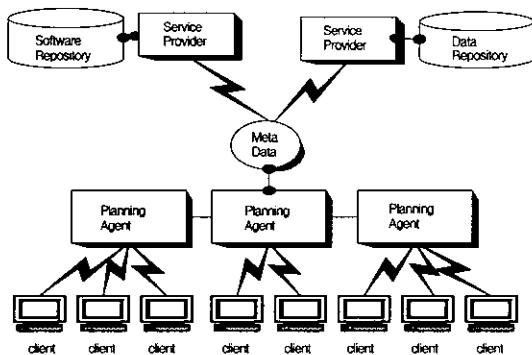 Software
Repository
Service
Provider
Service
Provider
Data
Repository
Meta
Data
Planning
Agent
Planning
Agent
Planning
Agent
client
client
client
client
client
client
client
client